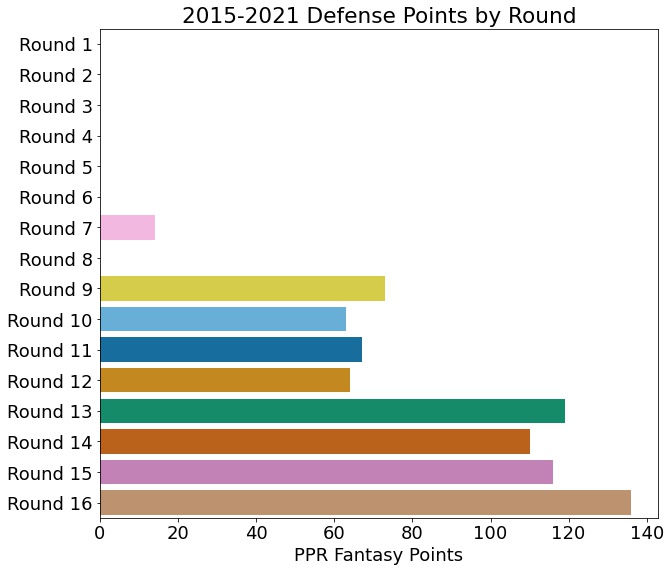 2015-2021 Defense Points by Round
Round 1
Round 2
Round 3
Round 4
Round 5
Round 6
Round 7
Round 8
Round 9
Round 10
Round 11
Round 12
Round 13
Round 14
Round 15
Round 16
0 20 40 60 80 100 120 140
PPR Fantasy Points